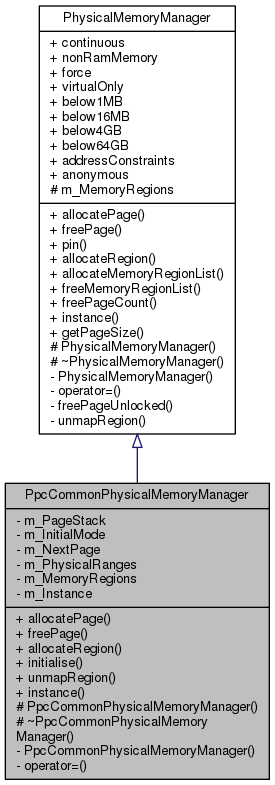 PhysicalMemoryManager
+ continuous
+ nonRamMemory
+ force
+ virtualOnly
+ below1MB
+ below16MB
+ below4GB
+ below64GB
+ addressConstraints
+ anonymous
# m_MemoryRegions
+ allocatePage()
+ freePage()
+ pin()
+ allocateRegion()
+ allocateMemoryRegionList()
+ freeMemoryRegionList()
+ freePageCount()
+ instance()
+ getPageSize()
# PhysicalMemoryManager()
# ~PhysicalMemoryManager()
- PhysicalMemoryManager()
- operator=()
- freePageUnlocked()
- unmapRegion()
PpcCommonPhysicalMemoryManager
- m_PageStack
- m_InitialMode
- m_NextPage
- m_PhysicalRanges
- m_MemoryRegions
- m_Instance
+ allocatePage()
+ freePage()
+ allocateRegion()
+ initialise()
+ unmapRegion()
+ instance()
# PpcCommonPhysicalMemoryManager()
# ~PpcCommonPhysicalMemory
Manager()
- PpcCommonPhysicalMemoryManager()
- operator=()